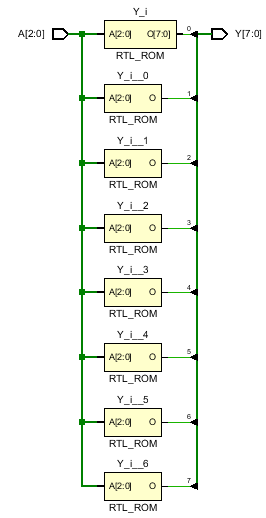 Y_i
A[2:0] A[2:0] O[7:0] 0 Y[7:0]
RTL_ROM
Y_i__0
A[2:0] O 1
RTL_ROM
Y_i__1
A[2:0] O 2
RTL_ROM
Y_i__2
A[2:0] O 3
RTL_ROM
Y_i__3
A[2:0] O 4
RTL_ROM
Y_i__4
A[2:0] O 5
RTL_ROM
Y_i__5
A[2:0] O 6
RTL_ROM
Y_i__6
A[2:0] O 7
RTL_ROM